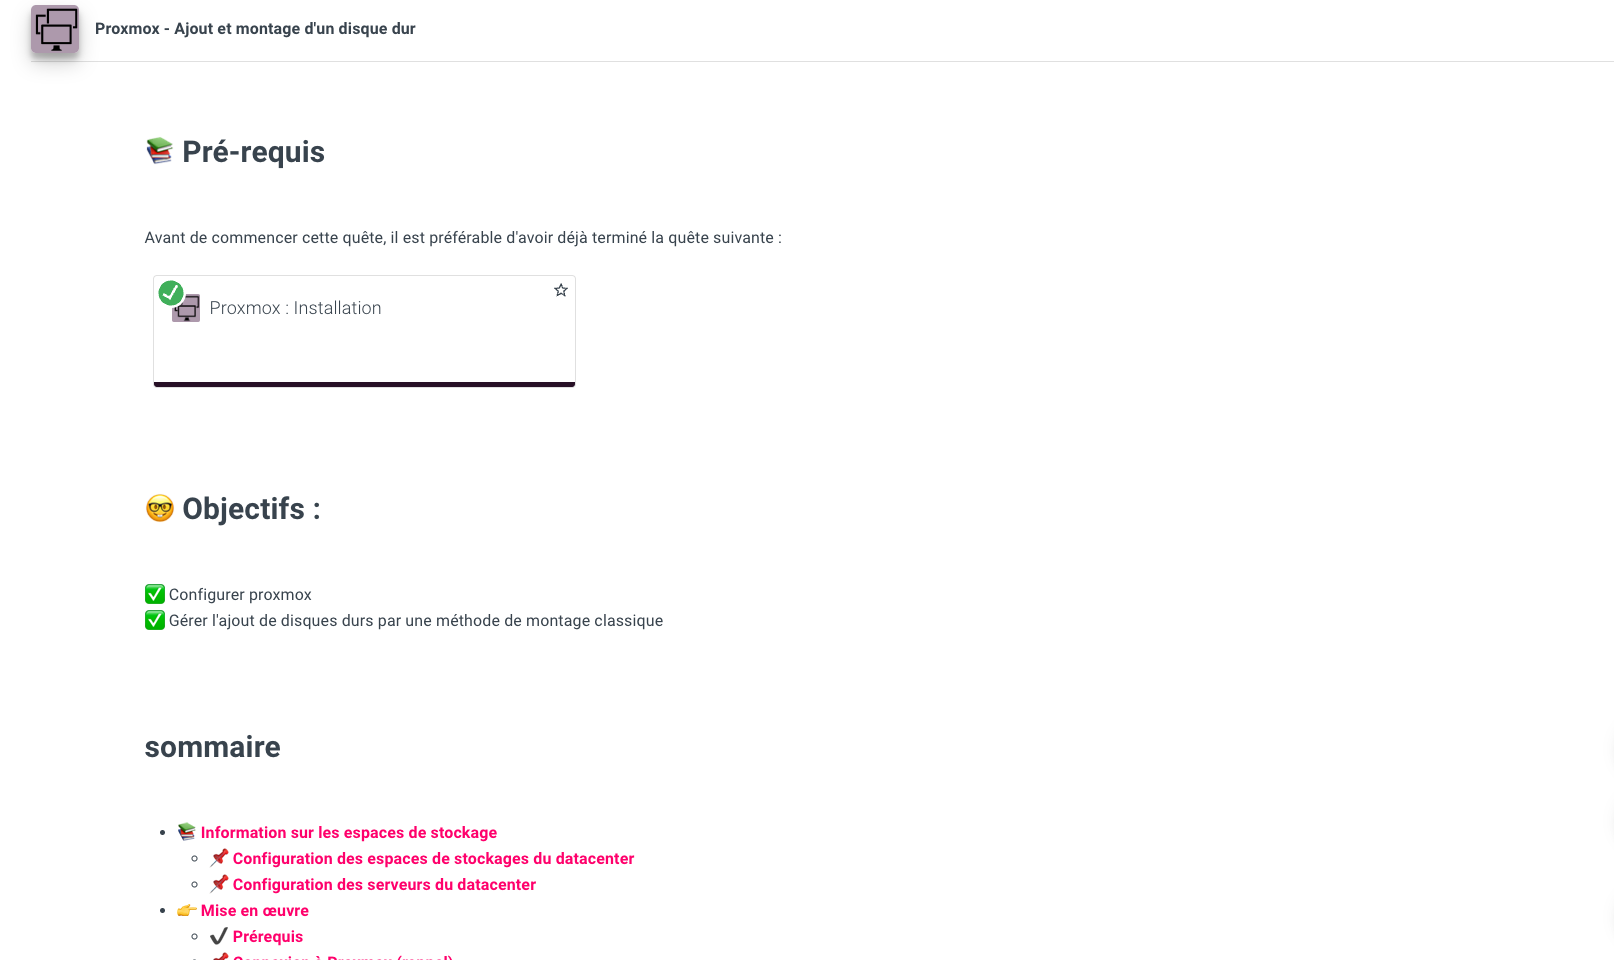 Proxmox - Ajout et montage d'un disque dur
📚 Pré-requis
Avant de commencer cette quête, il est préférable d'avoir déjà terminé la quête suivante :
Proxmox : Installation
🤓 Objectifs :
✅ Configurer proxmox
✅ Gérer l'ajout de disques durs par une méthode de montage classique
sommaire
📚 Information sur les espaces de stockage
📌 Configuration des espaces de stockages du datacenter
📌 Configuration des serveurs du datacenter
👉 Mise en œuvre
✔️ Prérequis
📌 Connexion à Proxmox (rappel)